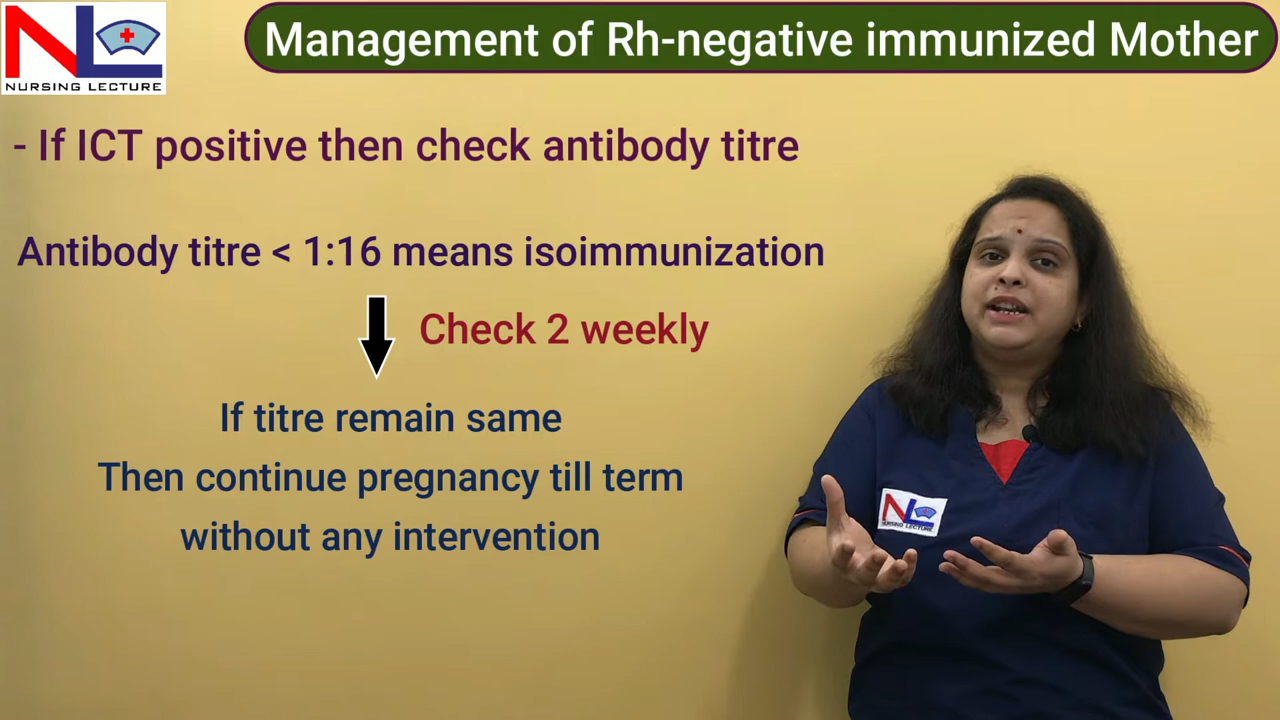 NL
NURSING LECTURE
Management of Rh-negative immunized Mother
- If ICT positive then check antibody titre
Antibody titre < 1:16 means isoimmunization
Check 2 weekly
If titre remain same
Then continue pregnancy till term
without any intervention
NL
NURSING LECTURE